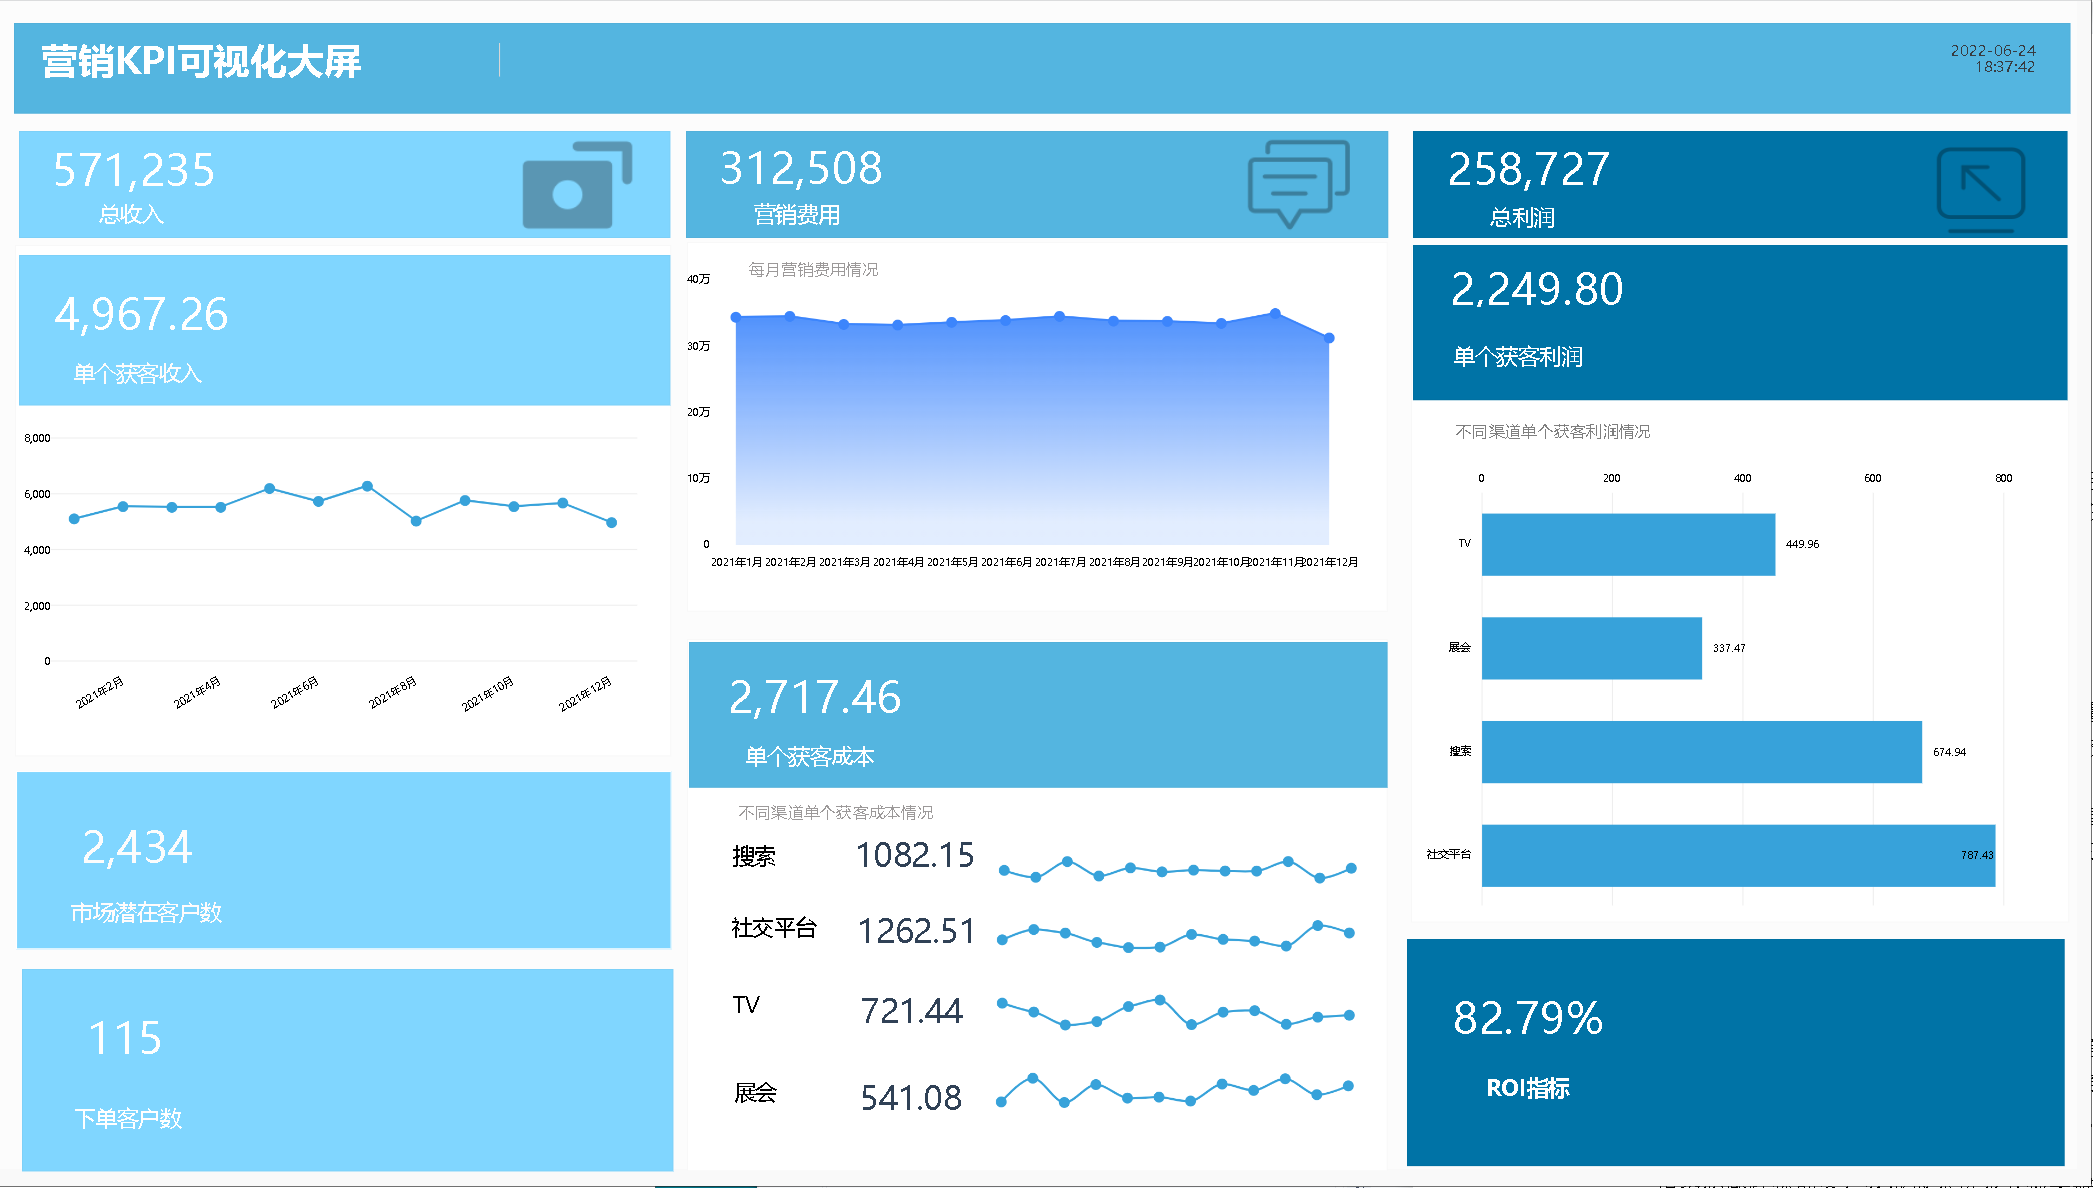 营销KPI可视化大屏
2022-06-24
18:37:42
571,235
总收入
4,967.26
单个获客收入
8,000
6,000
4,000
2,000
0
2021年2月
2021年4月
2021年6月
2021年8月
2021年10月
2021年12月
2,434
市场潜在客户数
115
下单客户数
312,508
营销费用
每月营销费用情况
40万
30万
20万
10万
0
2021年1月 2021年2月 2021年3月 2021年4月 2021年5月 2021年6月 2021年7月 2021年8月 2021年9月 2021年10月 2021年11月 2021年12月
2,717.46
单个获客成本
不同渠道单个获客成本情况
搜索 1082.15
社交平台 1262.51
TV 721.44
展会 541.08
258,727
总利润
2,249.80
单个获客利润
不同渠道单个获客利润情况
0 200 400 600 800
TV 449.96
展会 337.47
搜索 674.94
社交平台 787.43
82.79%
ROI指标